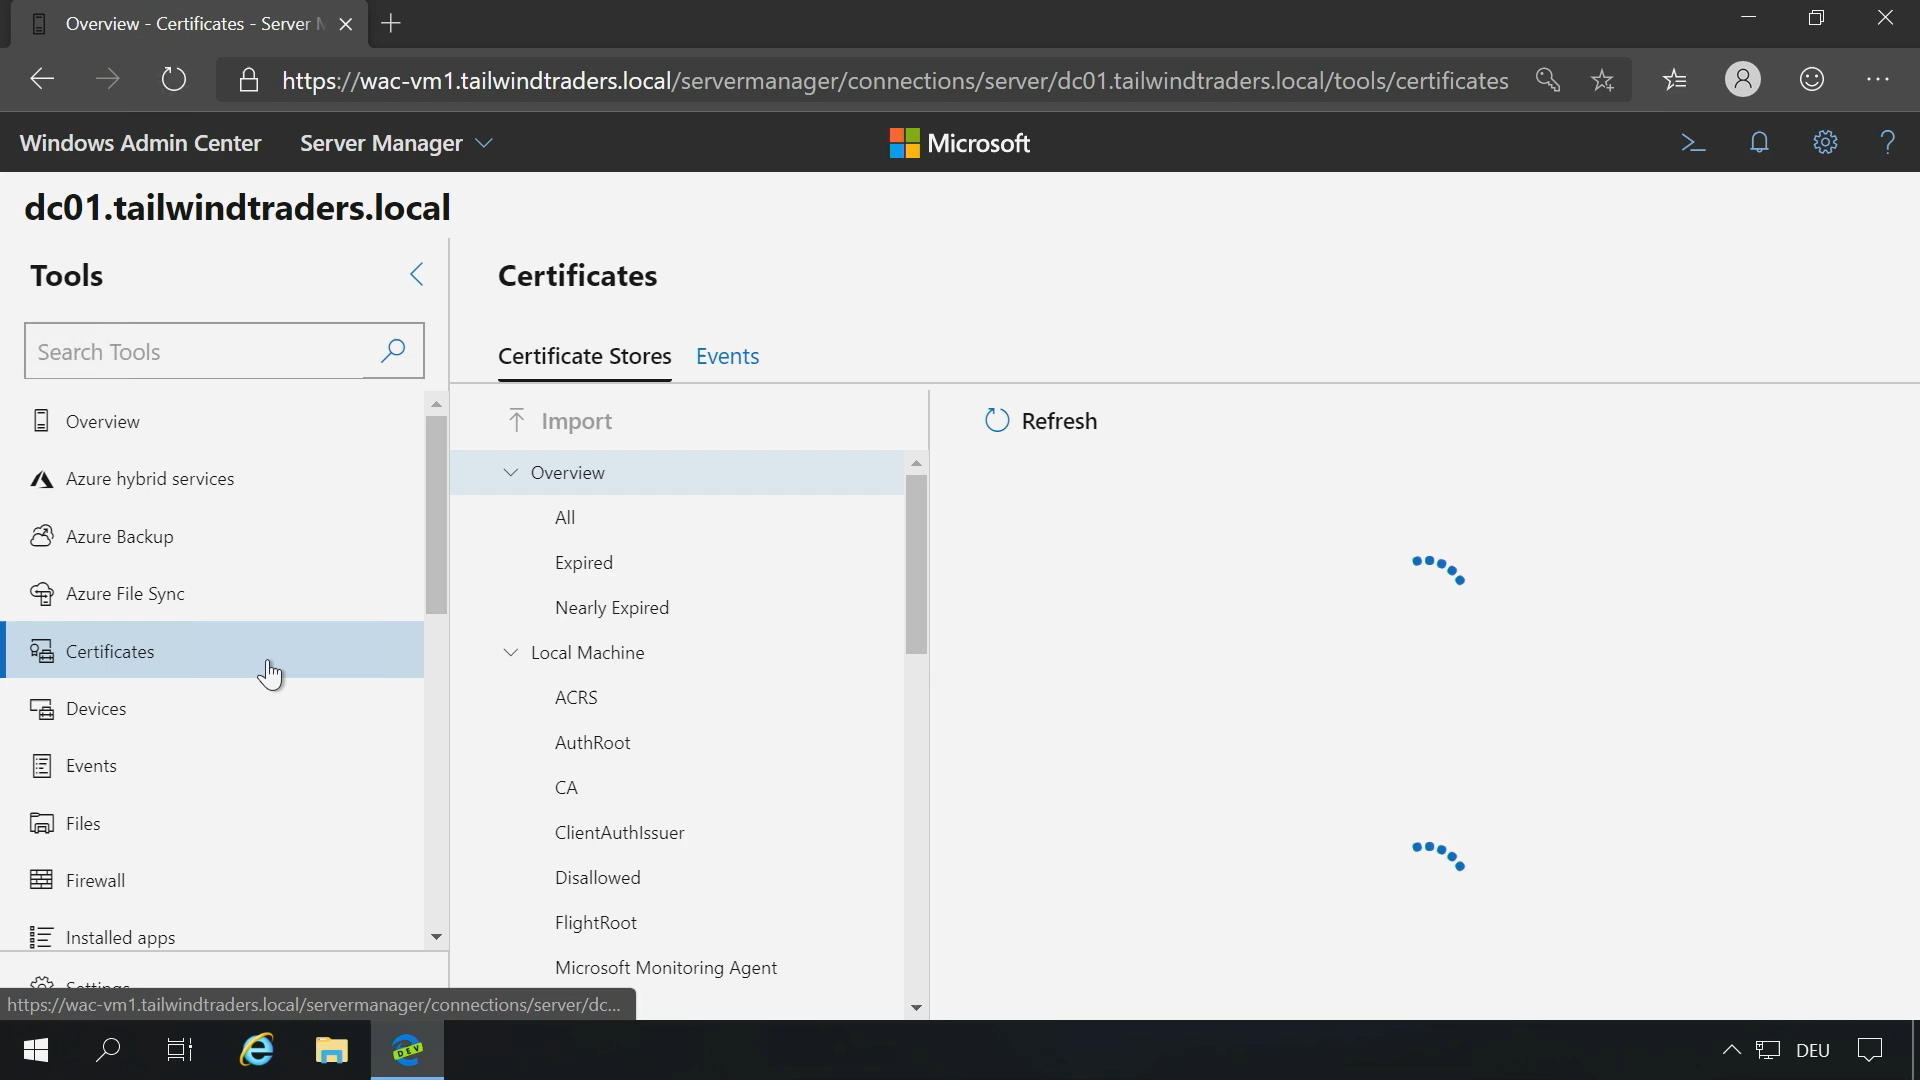 Overview - Certificates - Server M
https://wac-vm1.tailwindtraders.local/servermanager/connections/server/dc01.tailwindtraders.local/tools/certificates
Windows Admin Center
Server Manager
Microsoft
dc01.tailwindtraders.local
Tools
Search Tools
Overview
Azure hybrid services
Azure Backup
Azure File Sync
Certificates
Devices
Events
Files
Firewall
Installed apps
Settings
Certificates
Certificate Stores
Events
Import
Refresh
Overview
All
Expired
Nearly Expired
Local Machine
ACRS
AuthRoot
CA
ClientAuthIssuer
Disallowed
FlightRoot
Microsoft Monitoring Agent
https://wac-vm1.tailwindtraders.local/servermanager/connections/server/dc...
DEV
DEU